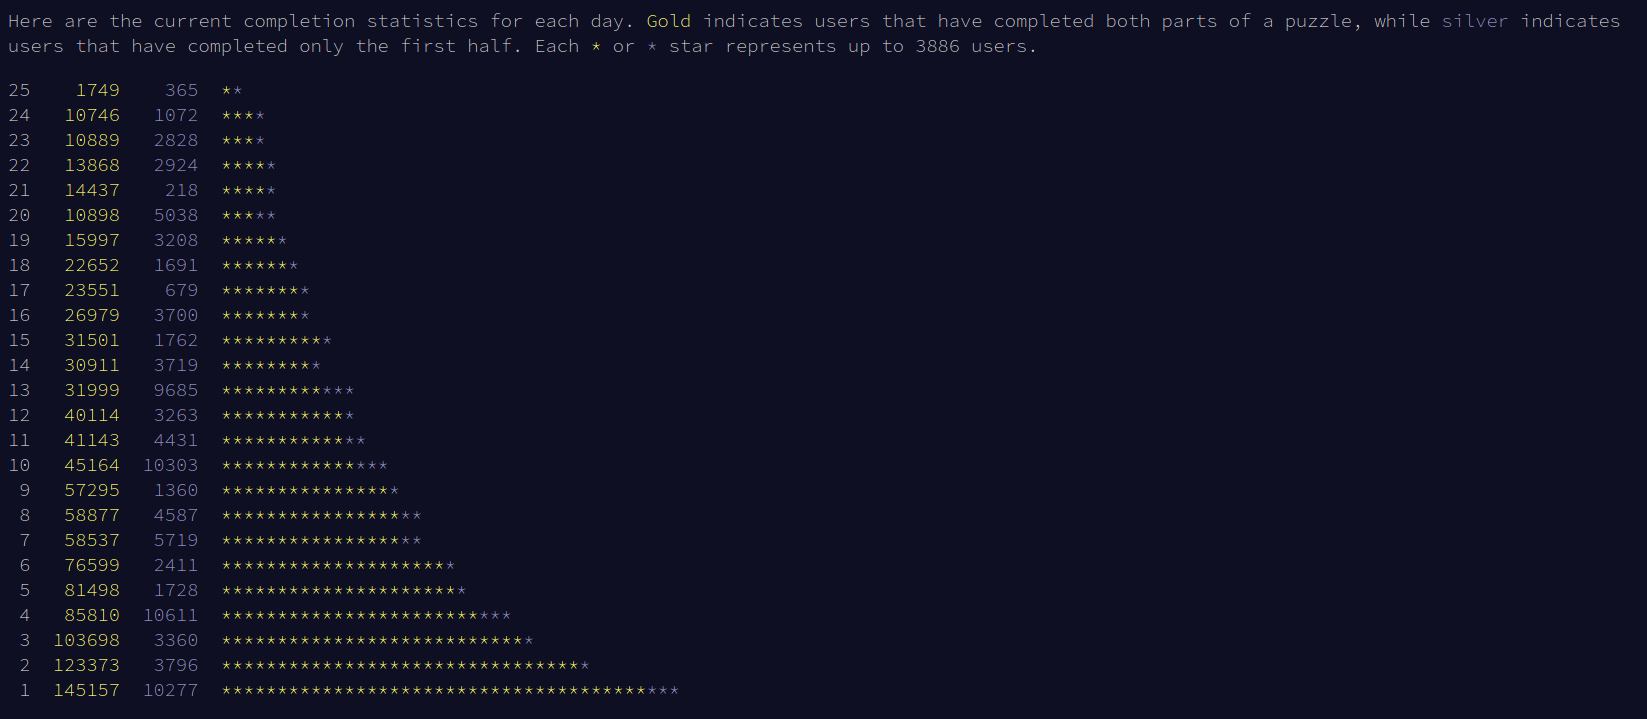 Here are the current completion statistics for each day. Gold indicates users that have completed both parts of a puzzle, while silver indicates
users that have completed only the first half. Each * or * star represents up to 3886 users.
25 1749 365 **
24 10746 1072 ****
23 10889 2828 ****
22 13868 2924 *****
21 14437 218 *****
20 10898 5038 *****
19 15997 3208 ******
18 22652 1691 *******
17 23551 679 ********
16 26979 3700 ********
15 31501 1762 **********
14 30911 3719 *********
13 31999 9685 ************
12 40114 3263 ************
11 41143 4431 *************
10 45164 10303 ***************
9 57295 1360 ****************
8 58877 4587 ******************
7 58537 5719 ******************
6 76599 2411 *********************
5 81498 1728 **********************
4 85810 10611 **************************
3 103698 3360 ****************************
2 123373 3796 *********************************
1 145157 10277 *****************************************